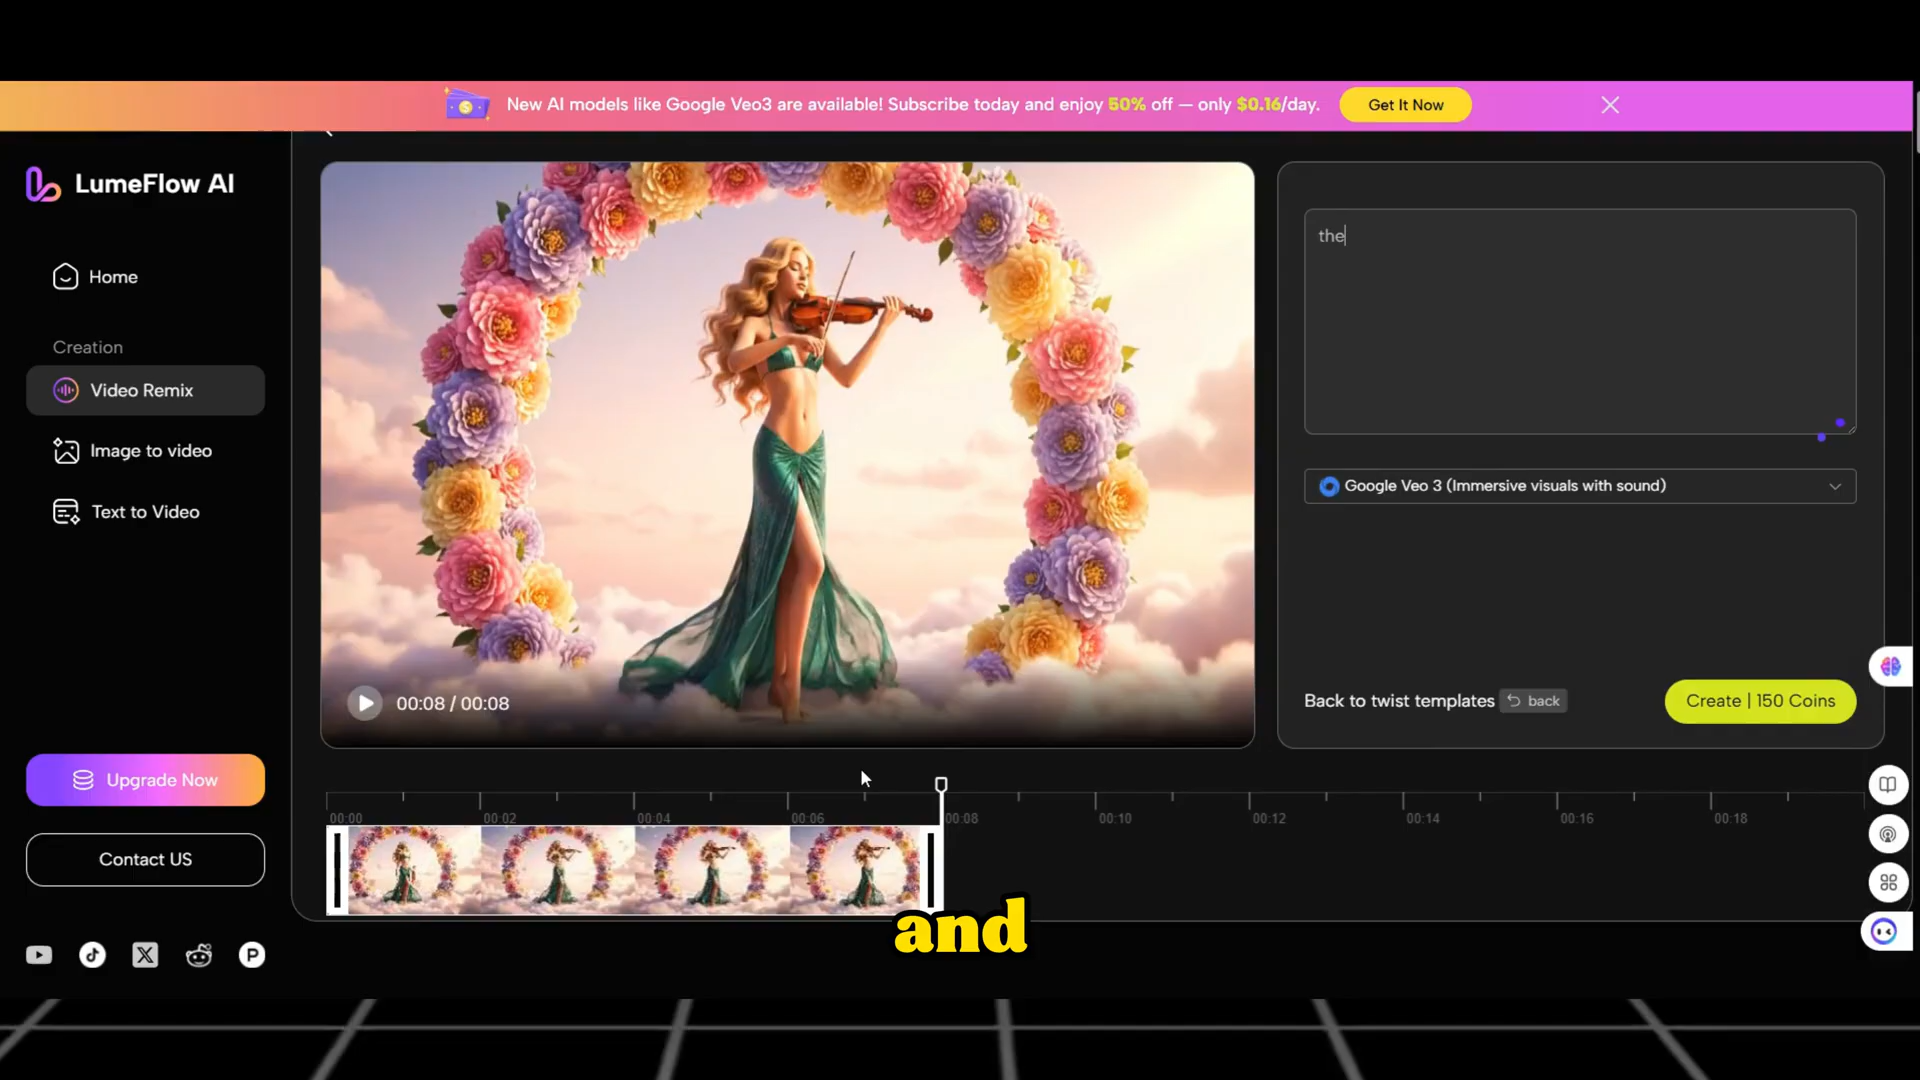 New AI models like Google Veo3 are available! Subscribe today and enjoy 50% off — only $0.16/day.
Get It Now
LumeFlow AI
Home
Creation
Video Remix
Image to video
Text to Video
Upgrade Now
Contact US
the
Google Veo 3 (Immersive visuals with sound)
Back to twist templates
back
Create | 150 Coins
00:08 / 00:08
00:00
00:02
00:04
00:06
00:08
00:10
00:12
00:14
00:16
00:18
and